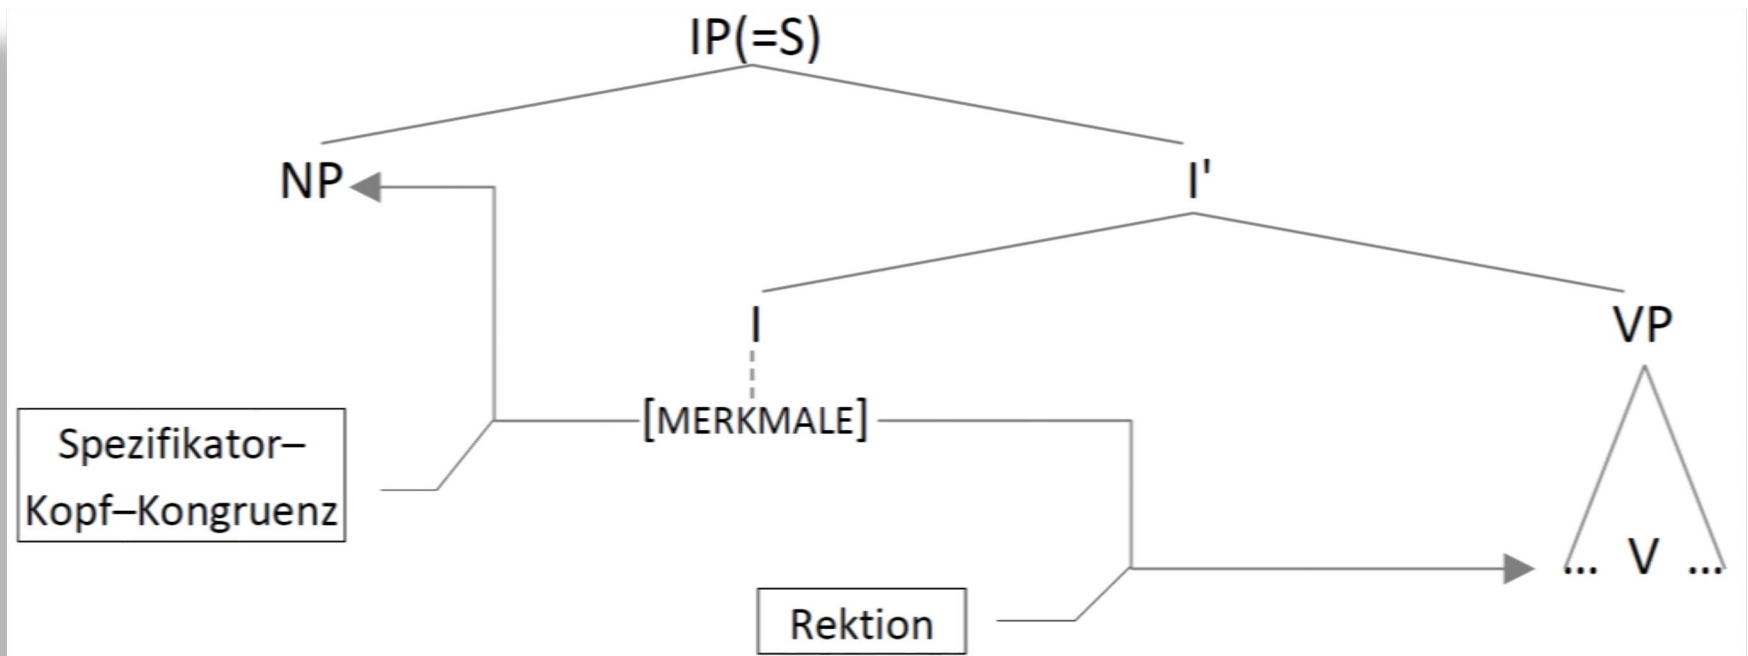 IP(=S)
NP
I'
I
VP
[MERKMALE]
Spezifikator–
Kopf–Kongruenz
... V ...
Rektion